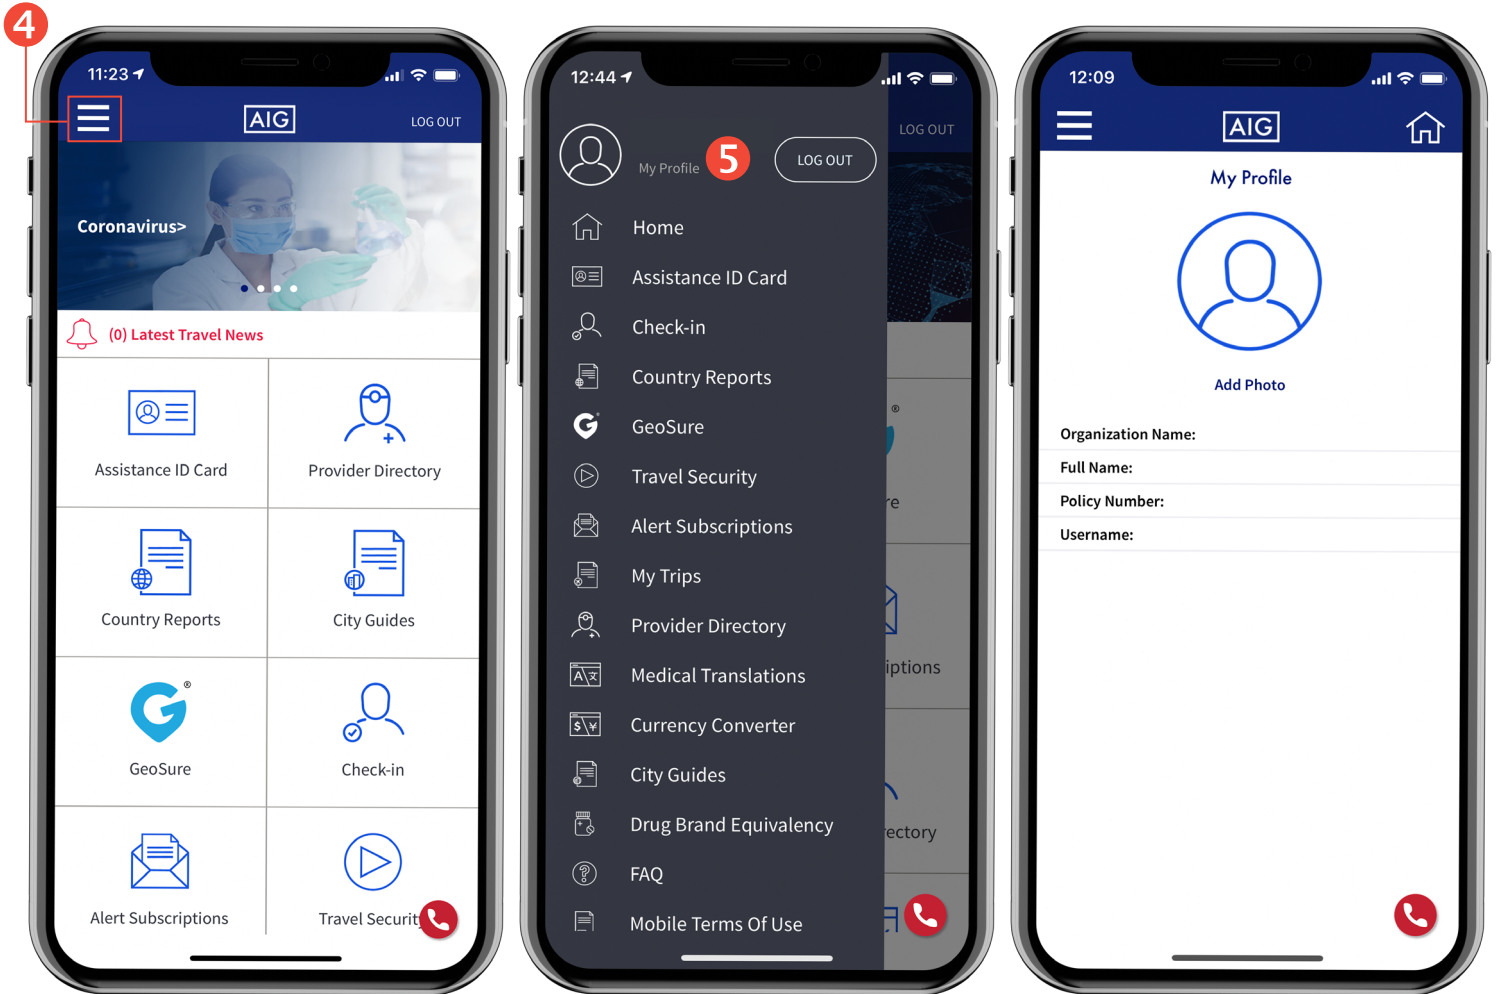 4
11:23
AIG
LOG OUT
Coronavirus>
(0) Latest Travel News
Assistance ID Card
Provider Directory
Country Reports
City Guides
®
GeoSure
Check-in
Alert Subscriptions
Travel Securit
12:44
LOG OUT
My Profile
5
LOG OUT
Home
Assistance ID Card
Check-in
Country Reports
®
GeoSure
Travel Security
re
Alert Subscriptions
My Trips
Provider Directory
iptions
Medical Translations
A 文
Currency Converter
$ ¥
City Guides
Drug Brand Equivalency
ectory
FAQ
?
Mobile Terms Of Use
12:09
AIG
My Profile
Add Photo
Organization Name:
Full Name:
Policy Number:
Username: